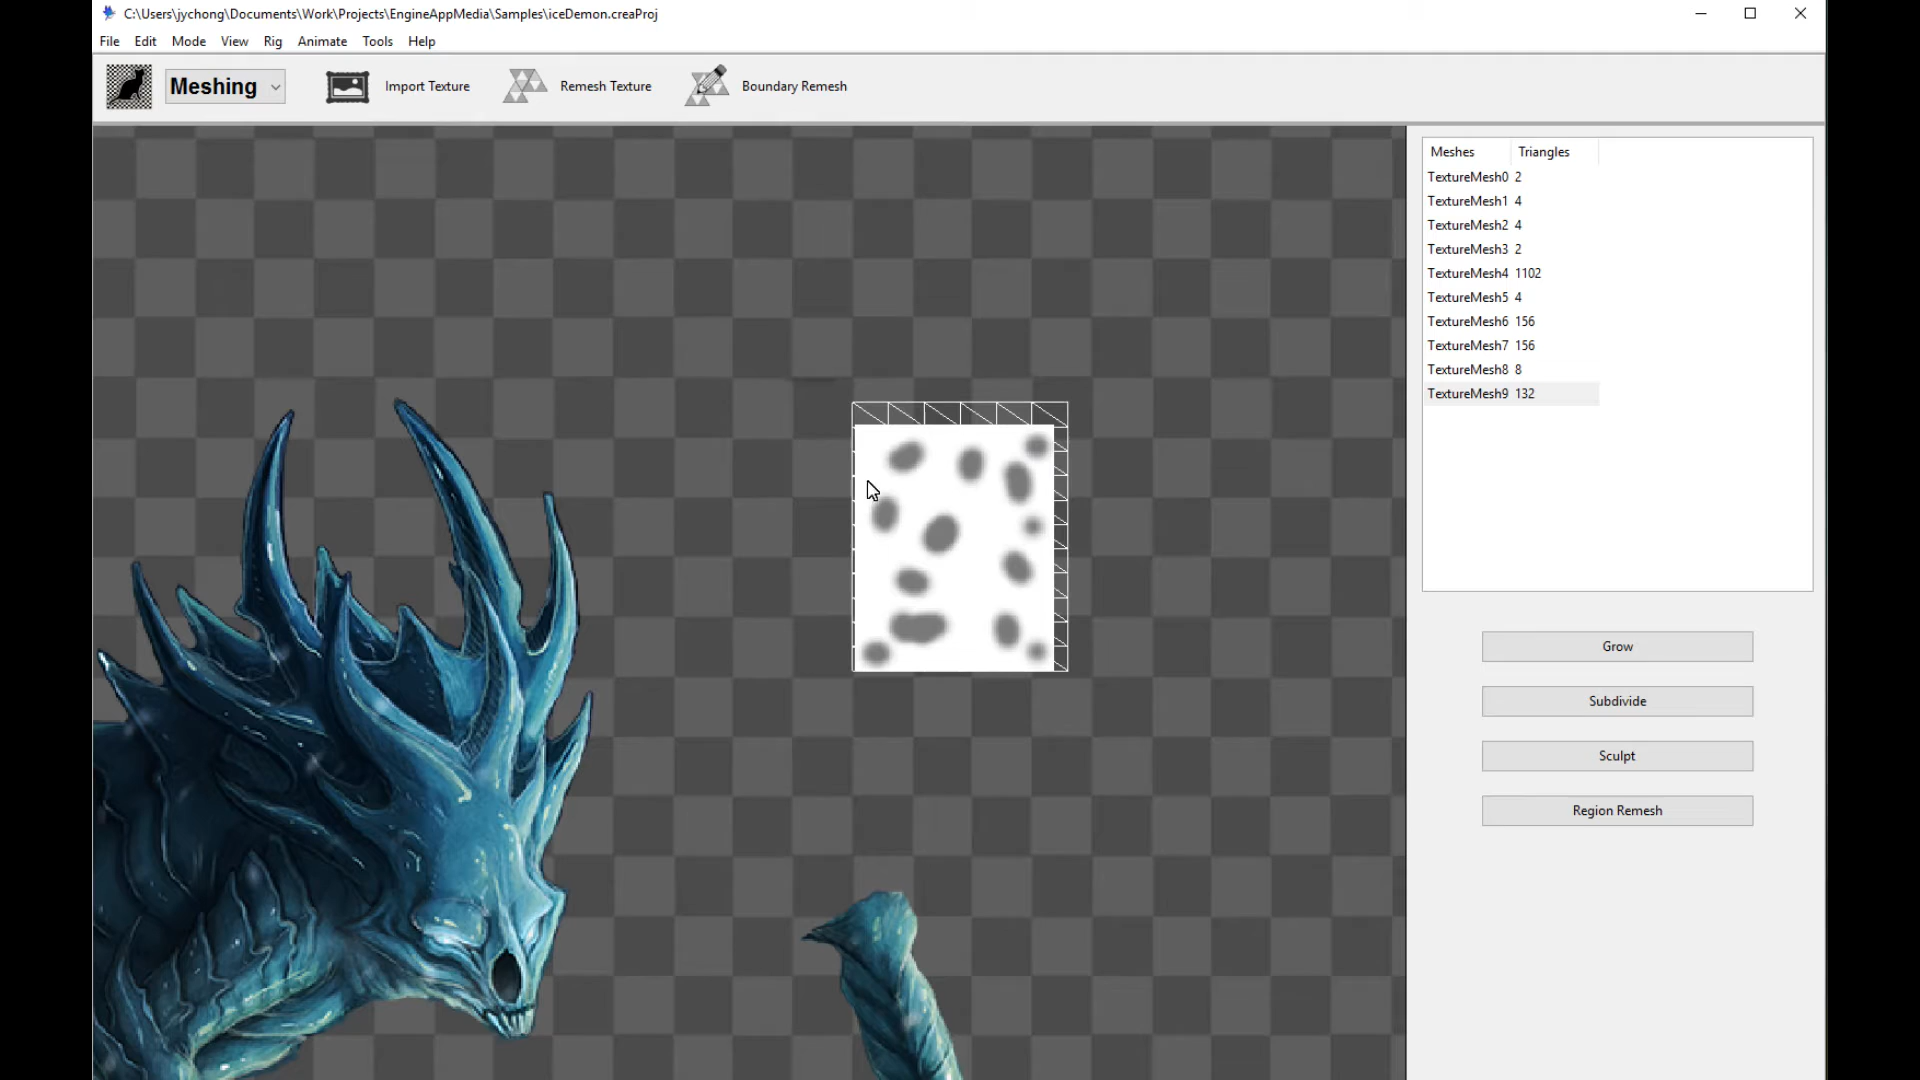 C:\Users\jychong\Documents\Work\Projects\EngineAppMedia\Samples\iceDemon.creaProj
File Edit Mode View Rig Animate Tools Help
Meshing Import Texture Remesh Texture Boundary Remesh
Meshes Triangles
TextureMesh0 2
TextureMesh1 4
TextureMesh2 4
TextureMesh3 2
TextureMesh4 1102
TextureMesh5 4
TextureMesh6 156
TextureMesh7 156
TextureMesh8 8
TextureMesh9 132
Grow
Subdivide
Sculpt
Region Remesh